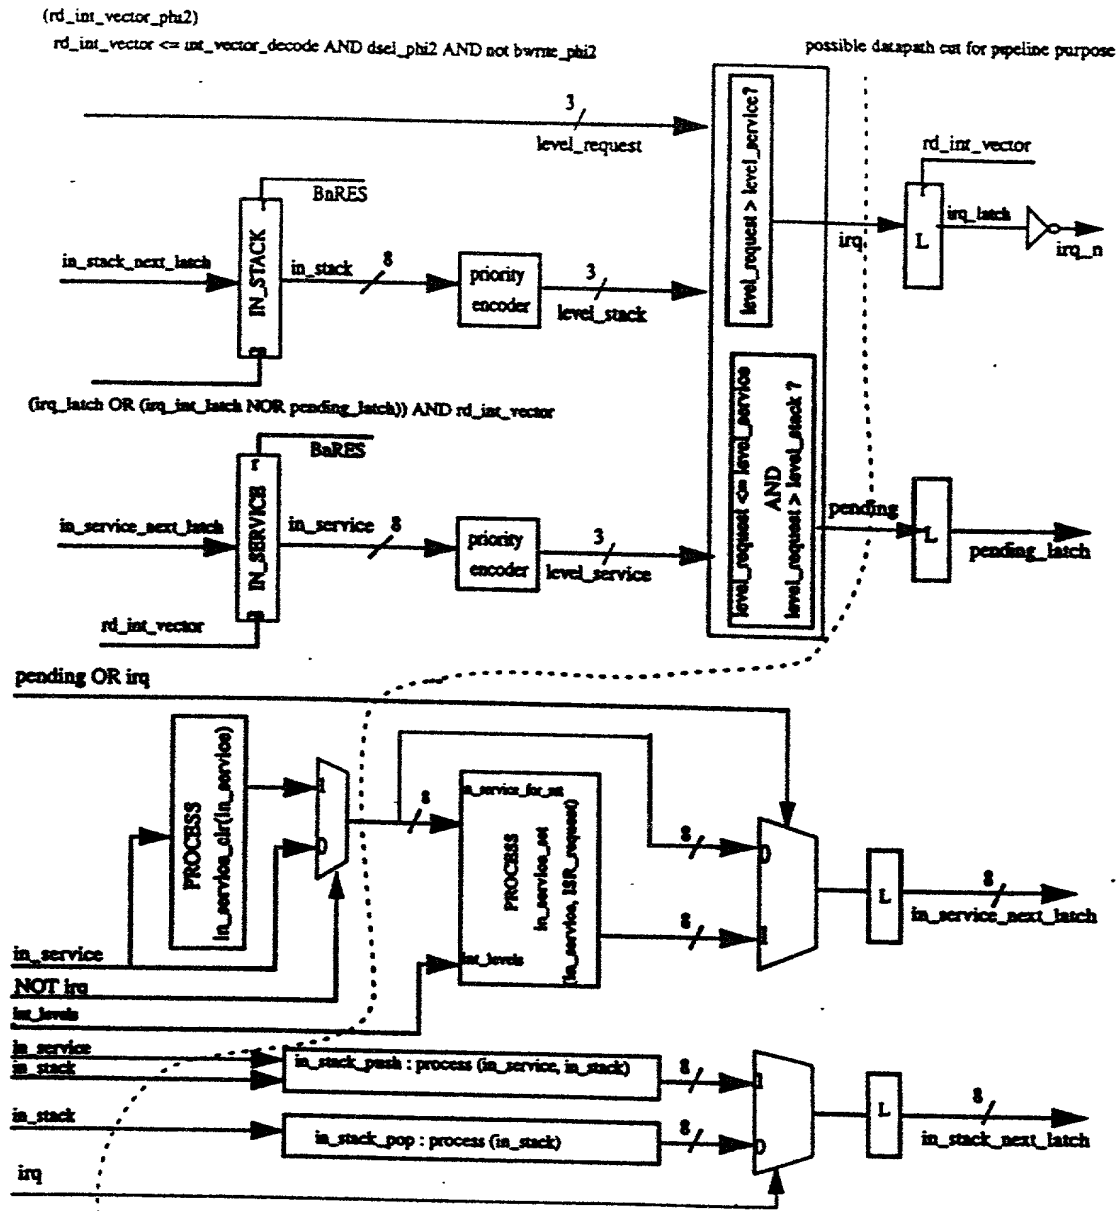 (rd_int_vector_phi2)
rd_int_vector <= int_vector_decode AND dsel_phi2 AND not bwrite_phi2
possible datapath cut for pipeline purpose
3
level_request
level_request > level_service?
rd_int_vector
r
L
irq_latch
irq_n
irq
BnRES
r
IN_STACK
en
in_stack_next_latch
in_stack
8
priority
encoder
3
level_stack
(irq_latch OR (irq_int_latch NOR pending_latch)) AND rd_int_vector
BnRES
r
IN_SERVICE
en
in_service_next_latch
in_service
8
priority
encoder
3
level_service
level_request <= level_service
AND
level_request > level_stack ?
pending
L
pending_latch
rd_int_vector
pending OR irq
PROCESS
in_service_clr(in_service)
1
0
8
in_service_for_set
PROCESS
in_service_set
(in_service, ISR_request)
int_levels
8
8
0
1
L
8
in_service_next_latch
in_service
NOT irq
int_levels
in_service
in_stack
in_stack_push : process (in_service, in_stack)
8
1
in_stack
in_stack_pop : process (in_stack)
8
0
L
8
in_stack_next_latch
irq